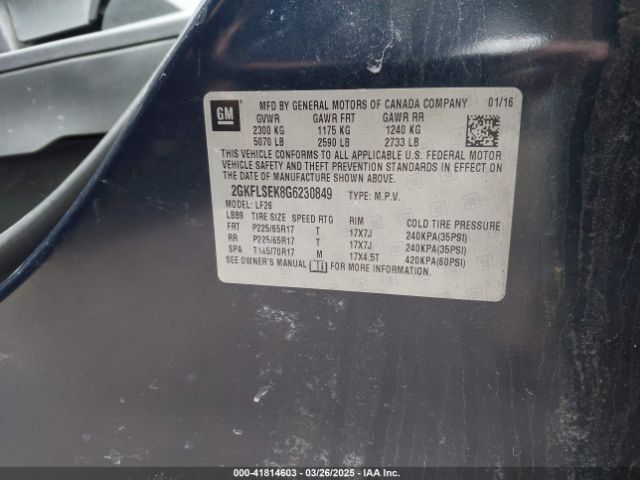 GM
MFD BY GENERAL MOTORS OF CANADA COMPANY 01/16
GVWR GAWR FRT GAWR RR
2300 KG 1175 KG 1240 KG
5070 LB 2590 LB 2733 LB
THIS VEHICLE CONFORMS TO ALL APPLICABLE U.S. FEDERAL MOTOR
VEHICLE SAFETY AND THEFT PREVENTION STANDARDS IN EFFECT ON
THE DATE OF MANUFACTURE SHOWN ABOVE.
2GKFLSEK8G6230849 TYPE: M.P.V.
MODEL: LF26
LBB9 TIRE SIZE SPEED RTG RIM COLD TIRE PRESSURE
FRT P225/65R17 T 17X7J 240KPA(35PSI)
RR P225/65R17 T 17X7J 240KPA(35PSI)
SPA T145/70R17 M 17X4.5T 420KPA(60PSI)
SEE OWNER'S MANUAL FOR MORE INFORMATION.
000-41814603 — 03/26/2025 — IAA Inc.